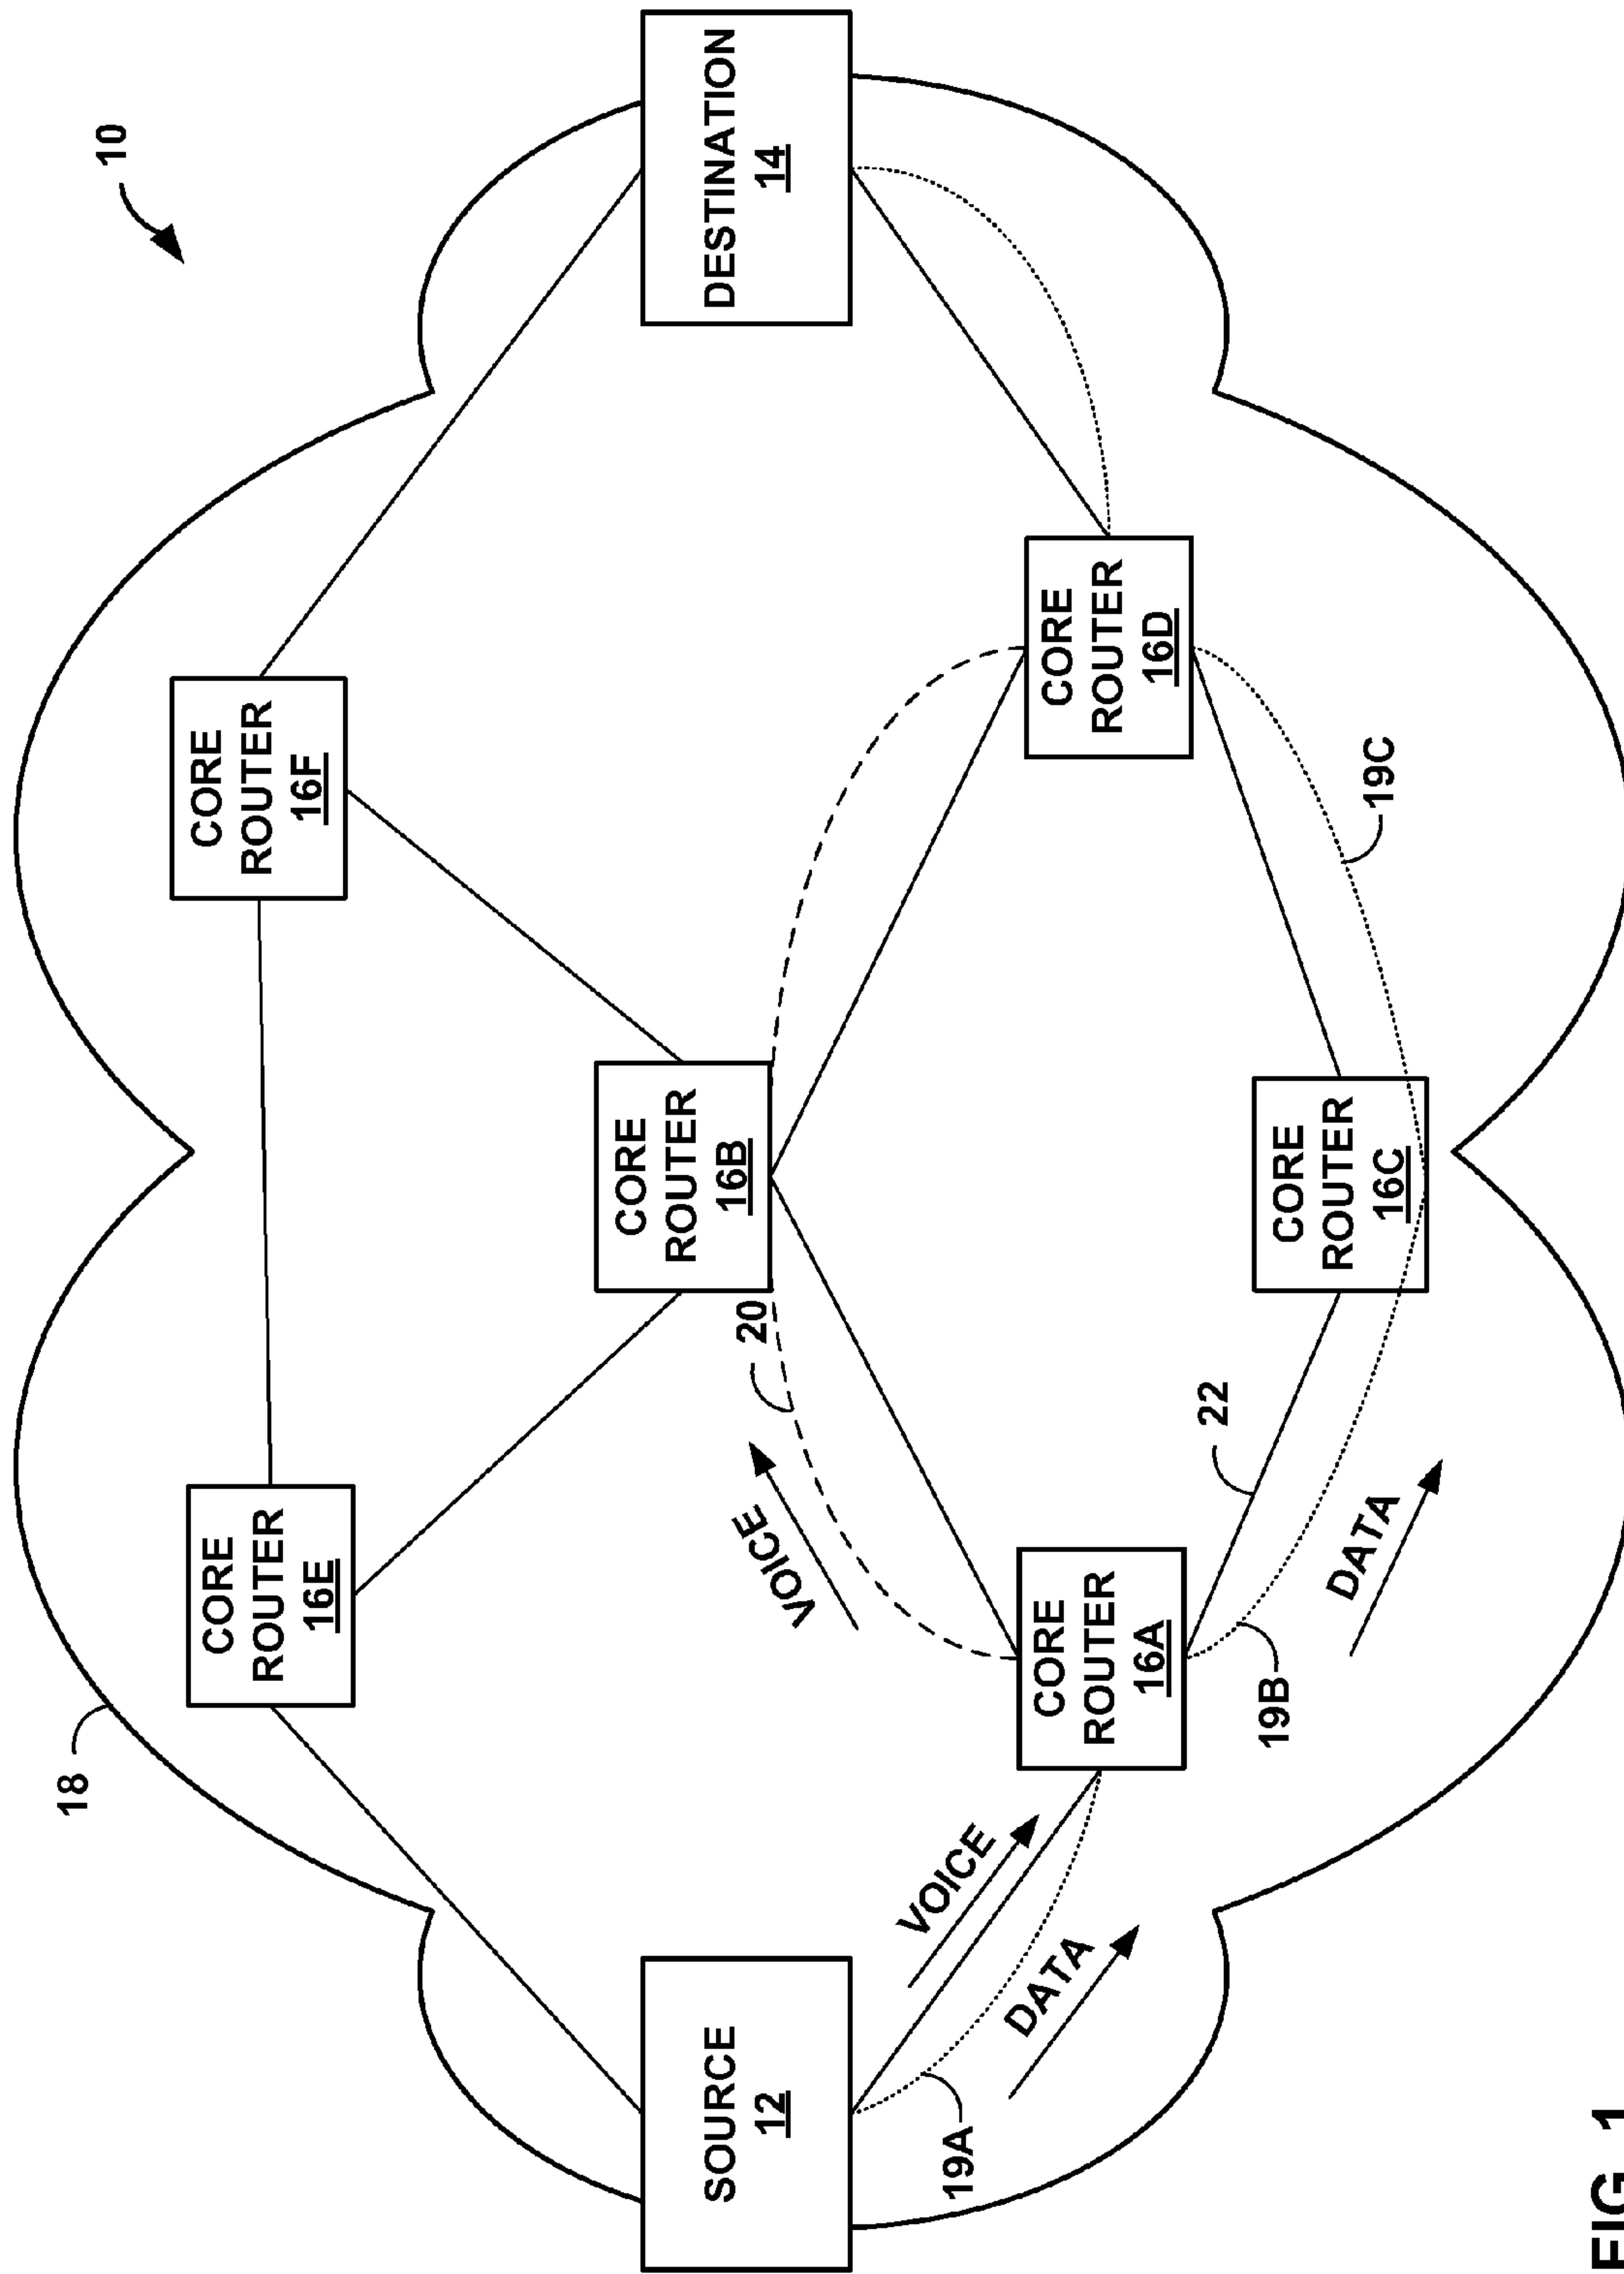 10
18
CORE
ROUTER
16E
CORE
ROUTER
16F
SOURCE
12
DESTINATION
14
CORE
ROUTER
16B
20
VOICE
VOICE
DATA
19A
CORE
ROUTER
16A
CORE
ROUTER
16D
22
19B
DATA
CORE
ROUTER
16C
19C
FIG. 1